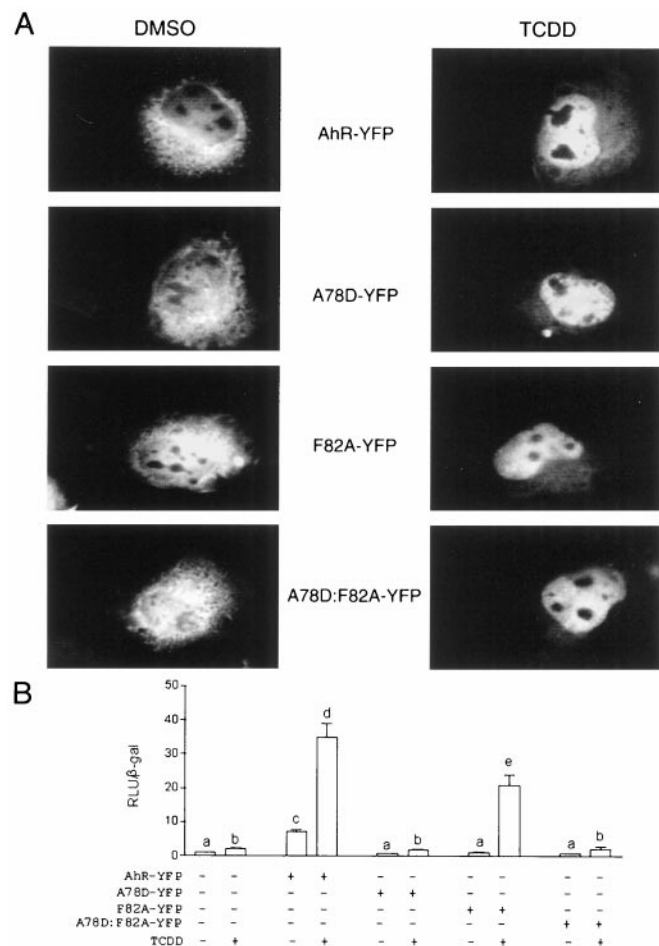 A
DMSO
TCDD
AhR-YFP
A78D-YFP
F82A-YFP
A78D:F82A-YFP
B
RLU/β-gal
50
40
30
20
10
0
a b c d a b a e a b
AhR-YFP - - + + - - - - - -
A78D-YFP - - - - + + - - - -
F82A-YFP - - - - - - + + - -
A78D:F82A-YFP - - - - - - - - + +
TCDD - + - + - + - + - +